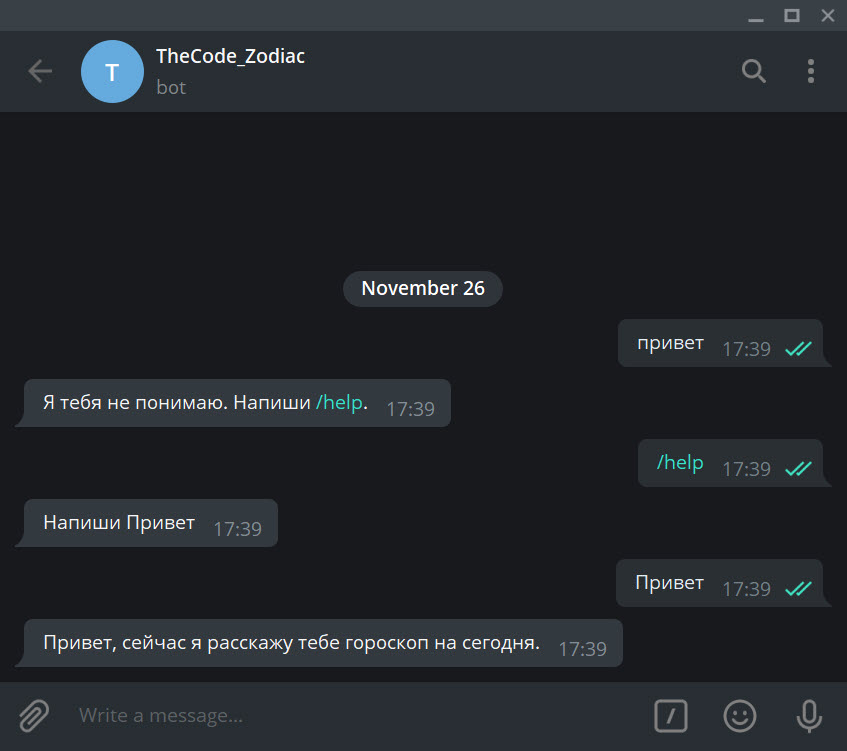 T
TheCode_Zodiac
bot
November 26
привет 17:39
Я тебя не понимаю. Напиши /help. 17:39
/help 17:39
Напиши Привет 17:39
Привет 17:39
Привет, сейчас я расскажу тебе гороскоп на сегодня. 17:39
Write a message...
/